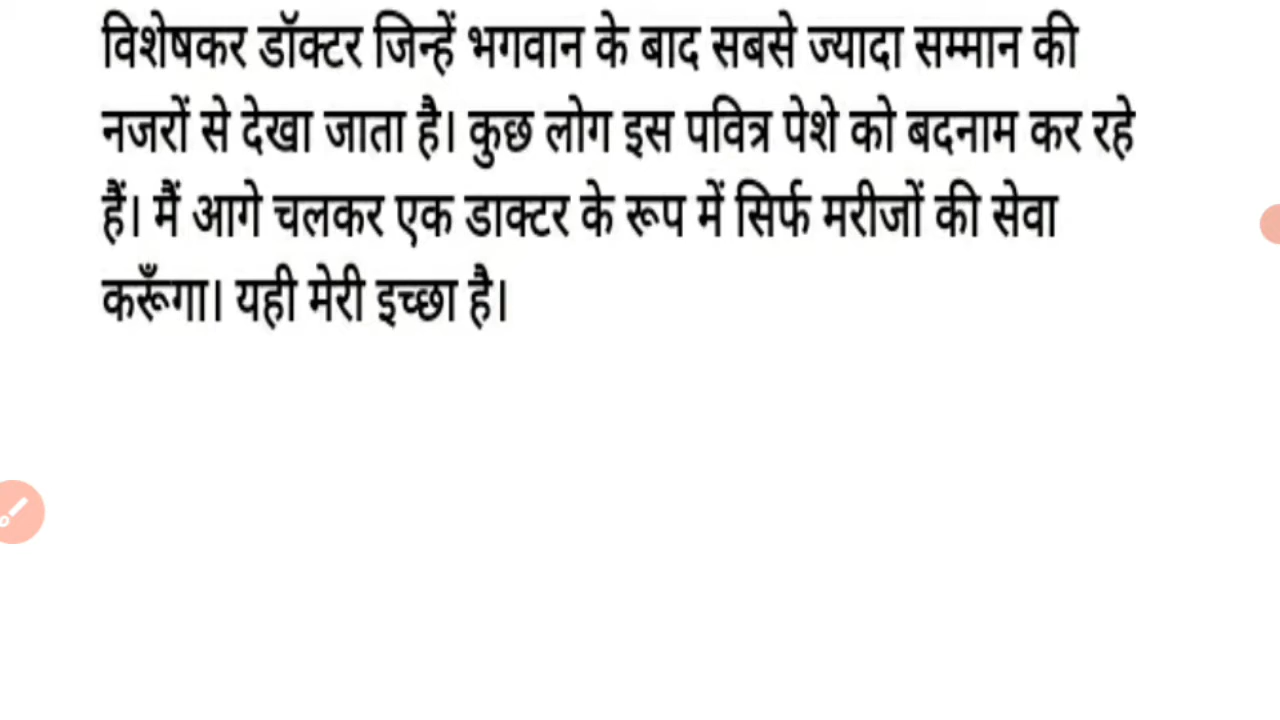 विशेषकर डॉक्टर जिन्हें भगवान के बाद सबसे ज्यादा सम्मान की
नजरों से देखा जाता है। कुछ लोग इस पवित्र पेशे को बदनाम कर रहे
हैं। मैं आगे चलकर एक डाक्टर के रूप में सिर्फ मरीजों की सेवा
करूँगा। यही मेरी इच्छा है।